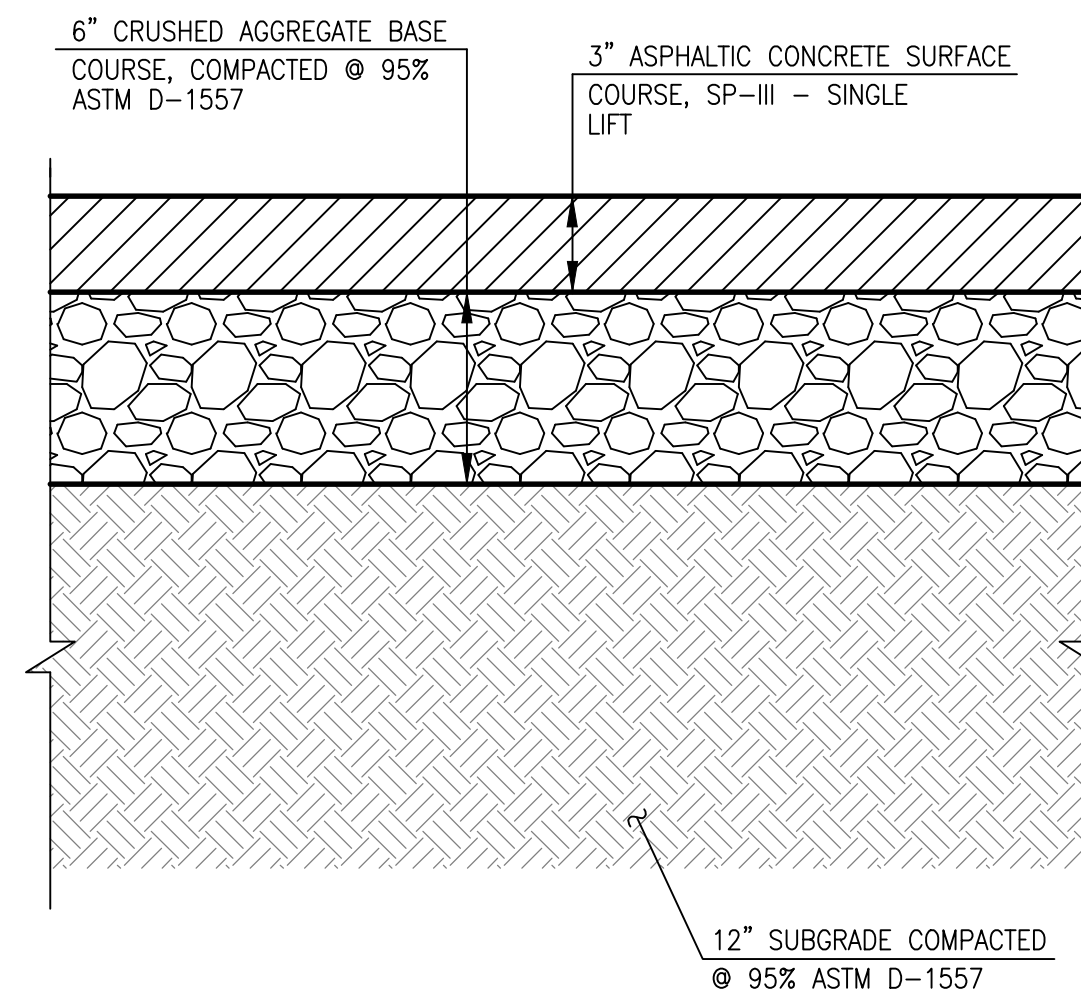 6” CRUSHED AGGREGATE BASE
COURSE, COMPACTED @ 95%
ASTM D-1557
3” ASPHALTIC CONCRETE SURFACE
COURSE, SP-III - SINGLE
LIFT
12” SUBGRADE COMPACTED
@ 95% ASTM D-1557